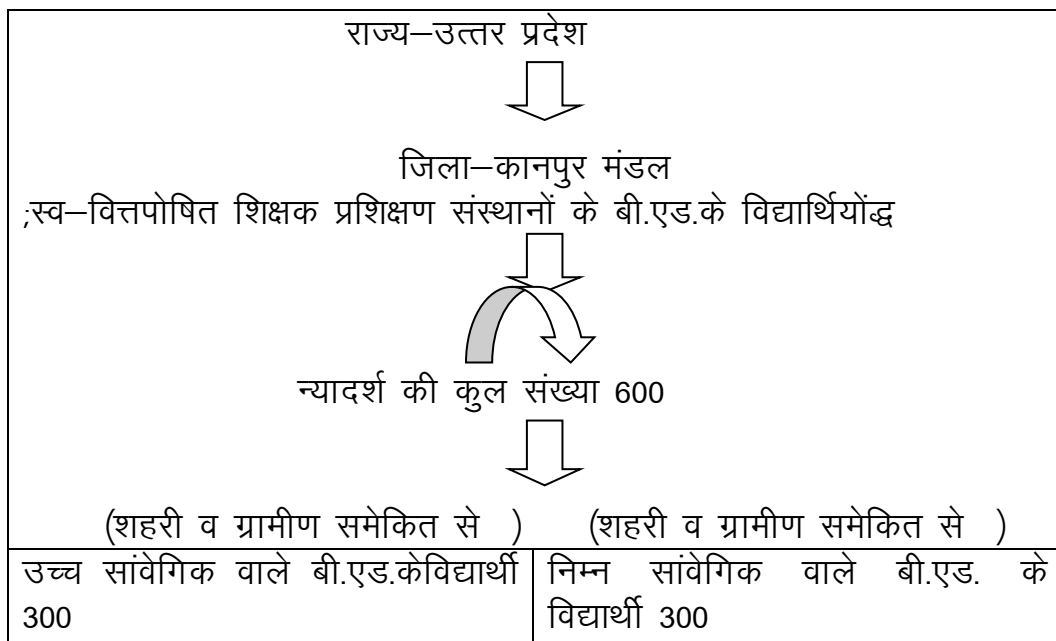 राज्य–उत्तर प्रदेश
जिला–कानपुर मंडल
;स्व–वित्तपोषित शिक्षक प्रशिक्षण संस्थानों के बी.एड.के विद्यार्थियोंद्ध
न्यादर्श की कुल संख्या 600
(शहरी व ग्रामीण समेकित से ) (शहरी व ग्रामीण समेकित से )
उच्च सांवेगिक वाले बी.एड.केविद्यार्थी
300
निम्न सांवेगिक वाले बी.एड. के
विद्यार्थी 300